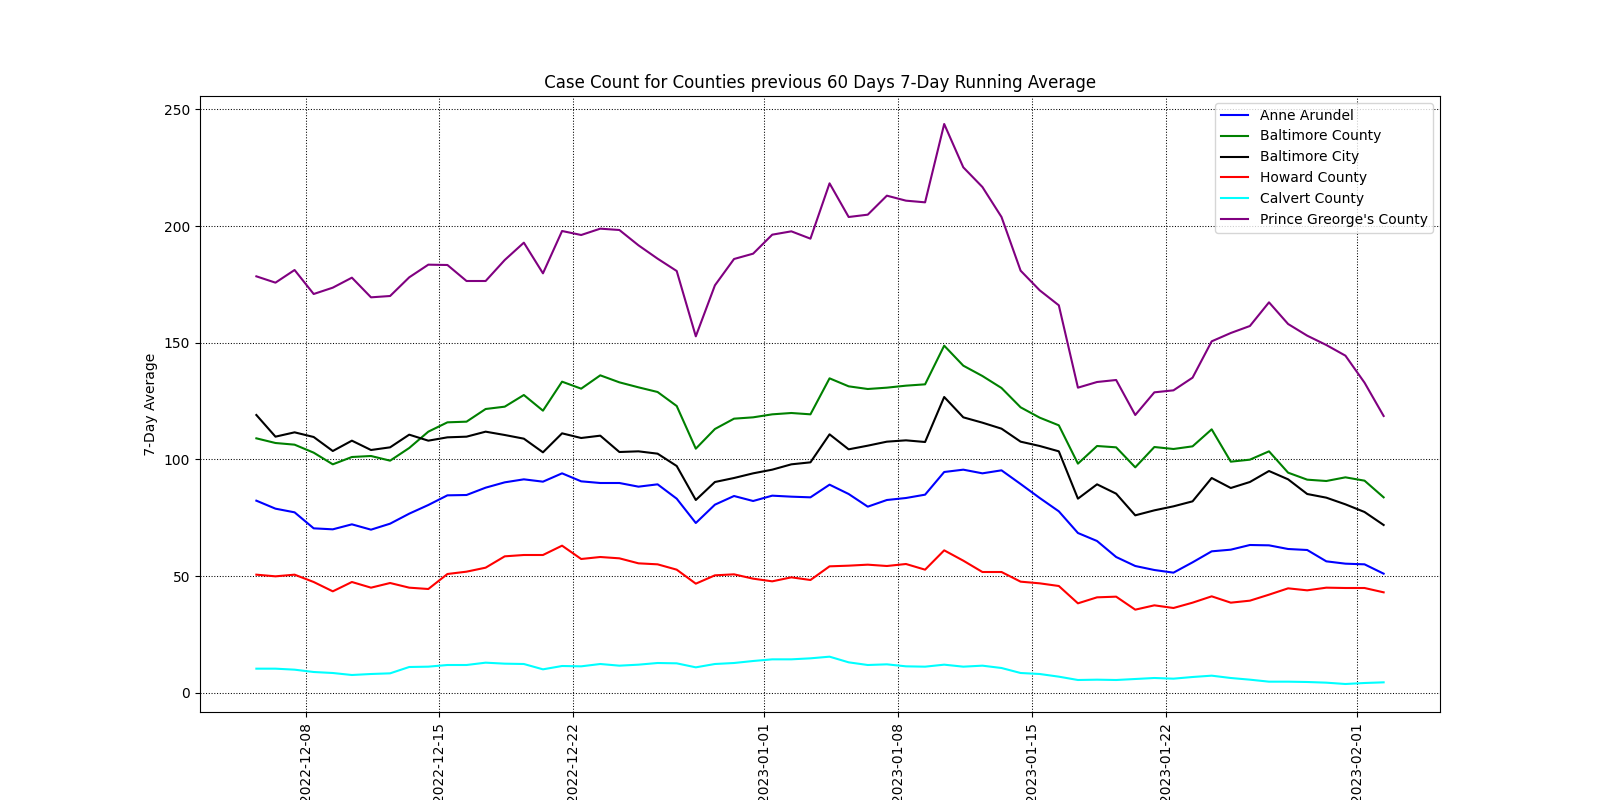 Case Count for Counties previous 60 Days 7-Day Running Average
250
200
150
100
50
0
7-Day Average
Anne Arundel
Baltimore County
Baltimore City
Howard County
Calvert County
Prince Greorge's County
2022-12-08
2022-12-15
2022-12-22
2023-01-01
2023-01-08
2023-01-15
2023-01-22
2023-02-01